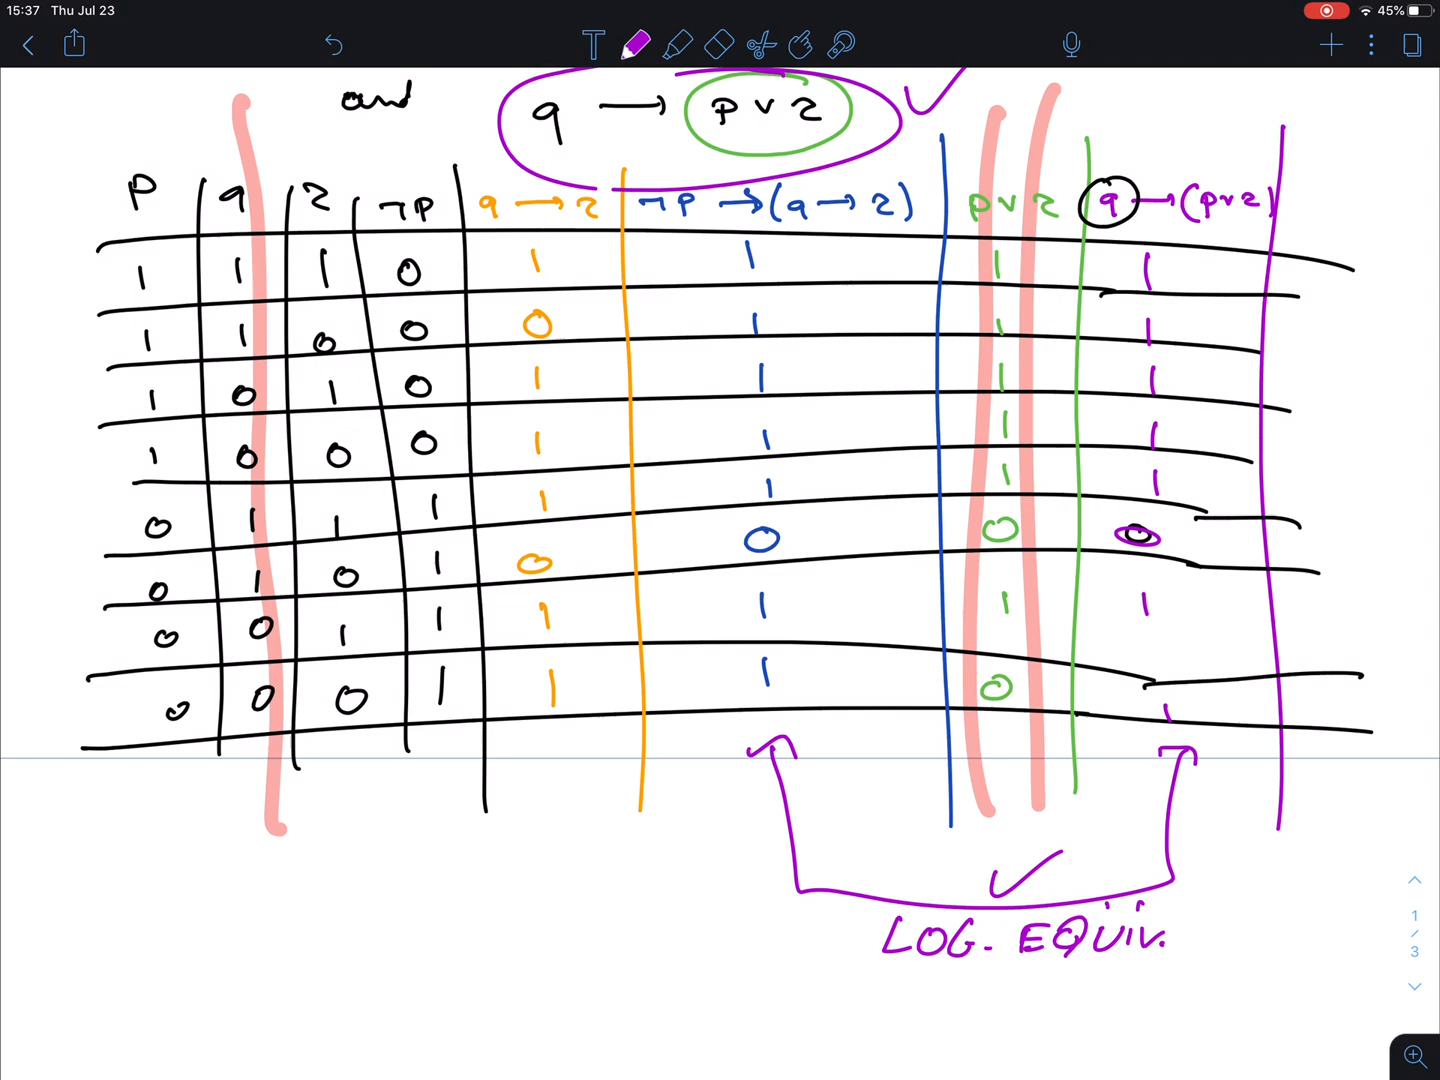 15:37 Thu Jul 23 45%
and q → p ∨ r
p q r ¬p q → r ¬p → (q → r) p ∨ r q → (p ∨ r)
1 1 1 0 1 1 1 1
1 1 0 0 0 1 1 1
1 0 1 0 1 1 1 1
1 0 0 0 1 1 1 1
0 1 1 1 1 1 1 1
0 1 0 1 0 0 0 0
0 0 1 1 1 1 1 1
0 0 0 1 1 1 0 1
LOG. EQUIV.
1
/
3